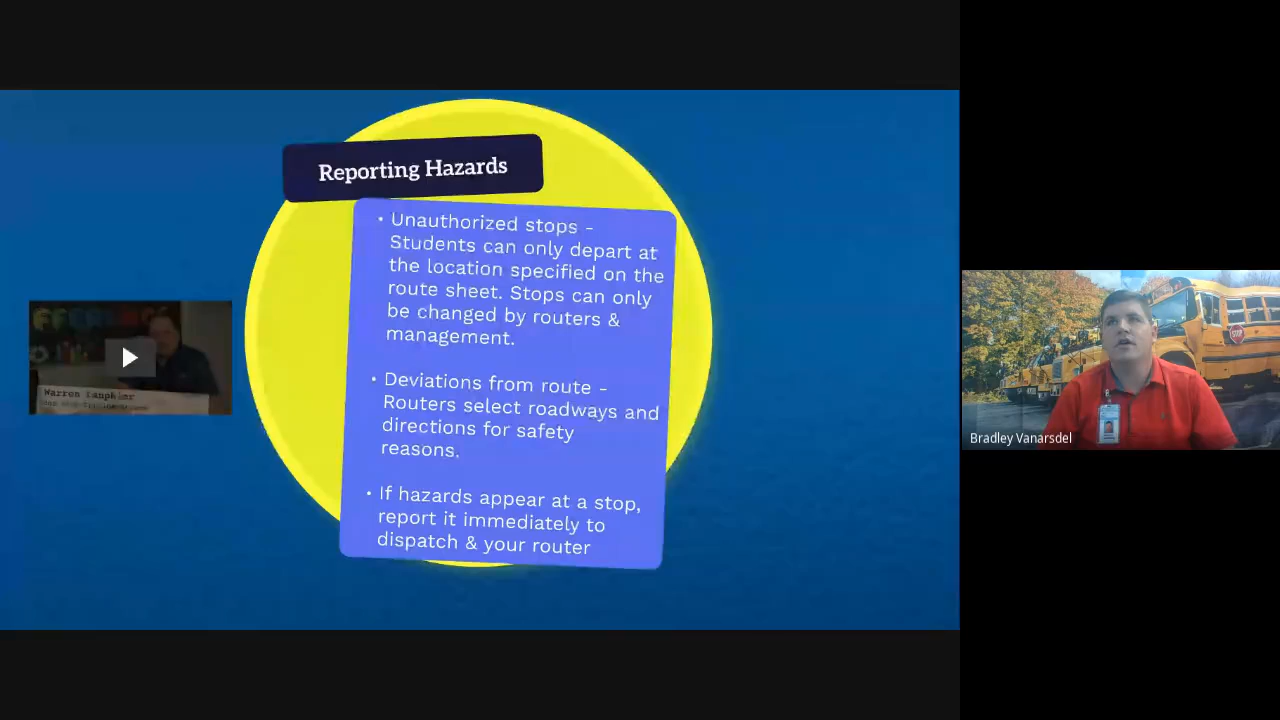 Reporting Hazards
• Unauthorized stops -
Students can only depart at
the location specified on the
route sheet. Stops can only
be changed by routers &
management.
• Deviations from route -
Routers select roadways and
directions for safety
reasons.
• If hazards appear at a stop,
report it immediately to
dispatch & your router
Warren
STOP
Bradley Vanarsdel